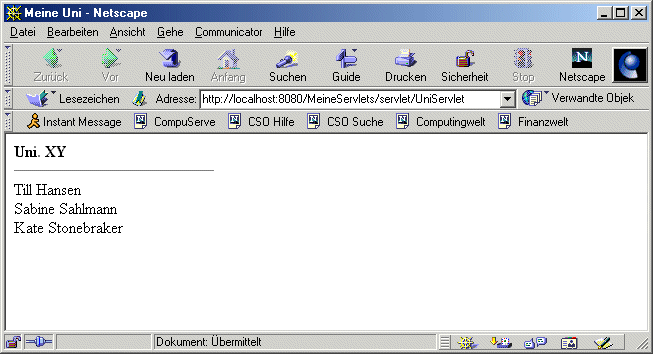 Meine Uni - Netscape
Datei Bearbeiten Ansicht Gehe Communicator Hilfe
Zurück Vor Neu laden Anfang Suchen Guide Drucken Sicherheit Stop Netscape
Lesezeichen Adresse: http://localhost:8080/MeineServlets/servlet/UniServlet Verwandte Objek
Instant Message CompuServe CSO Hilfe CSO Suche Computingwelt Finanzwelt
Uni. XY
Till Hansen
Sabine Sahlmann
Kate Stonebraker
Dokument: Übermittelt